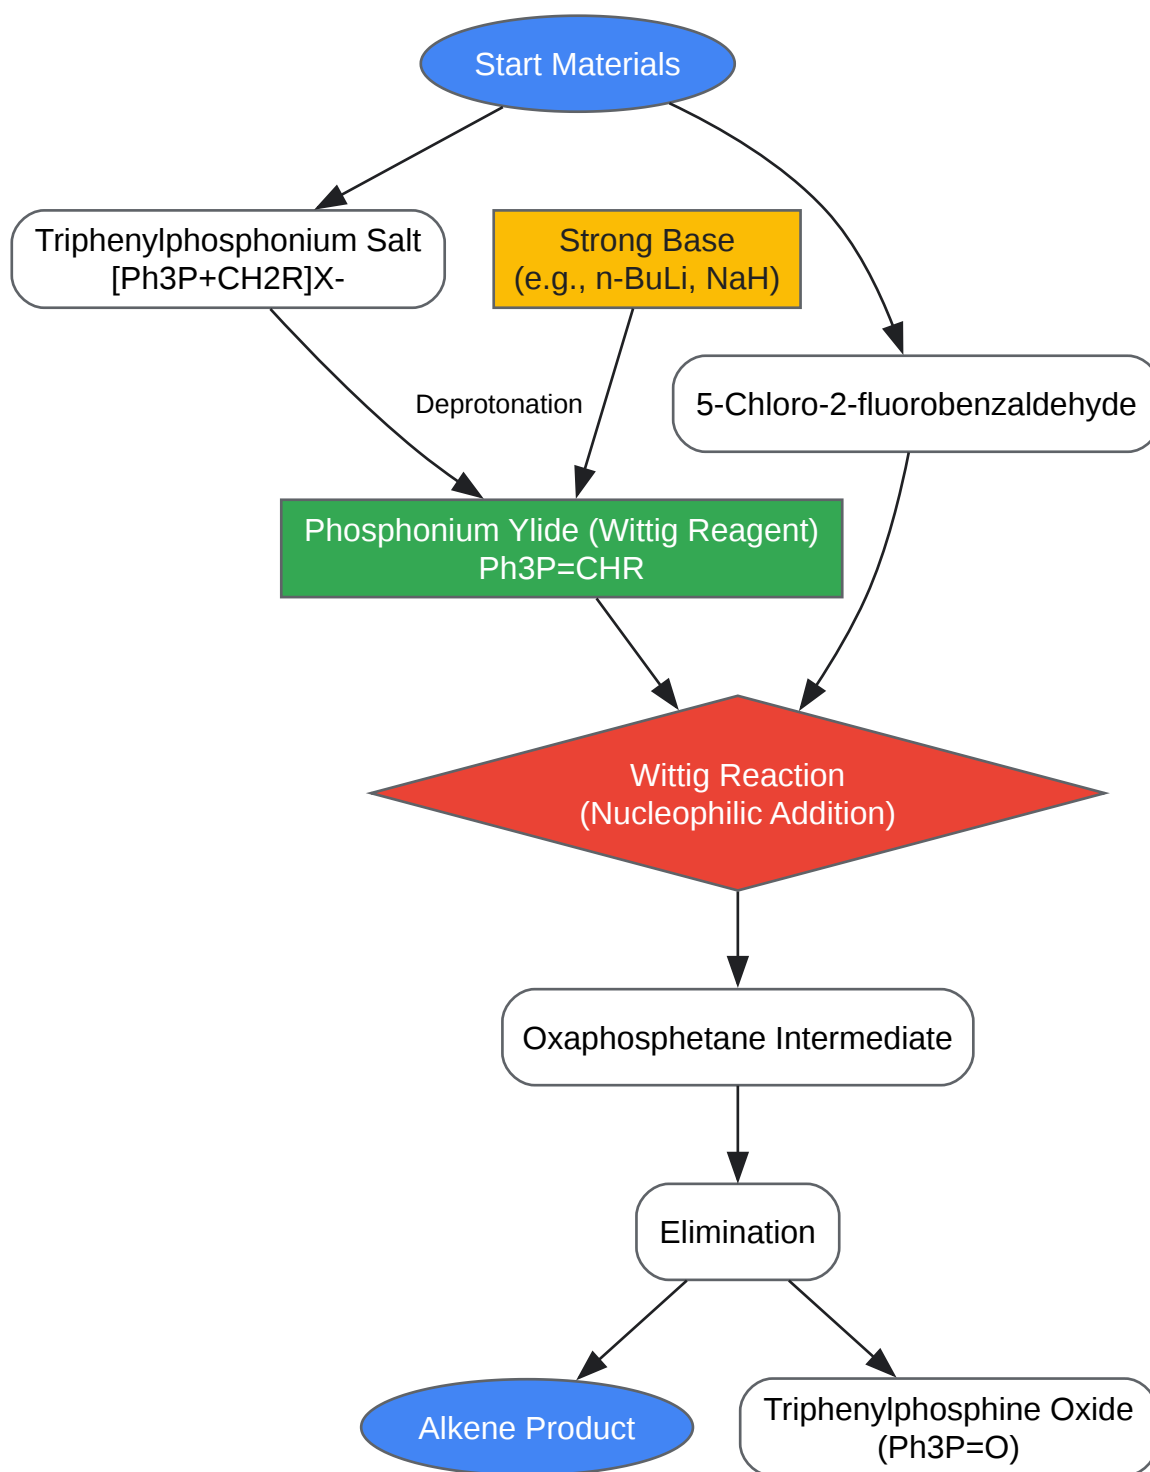 Start Materials
Triphenylphosphonium Salt
[Ph3P+CH2R]X-
Strong Base
(e.g., n-BuLi, NaH)
5-Chloro-2-fluorobenzaldehyde
Deprotonation
Phosphonium Ylide (Wittig Reagent)
Ph3P=CHR
Wittig Reaction
(Nucleophilic Addition)
Oxaphosphetane Intermediate
Elimination
Alkene Product
Triphenylphosphine Oxide
(Ph3P=O)